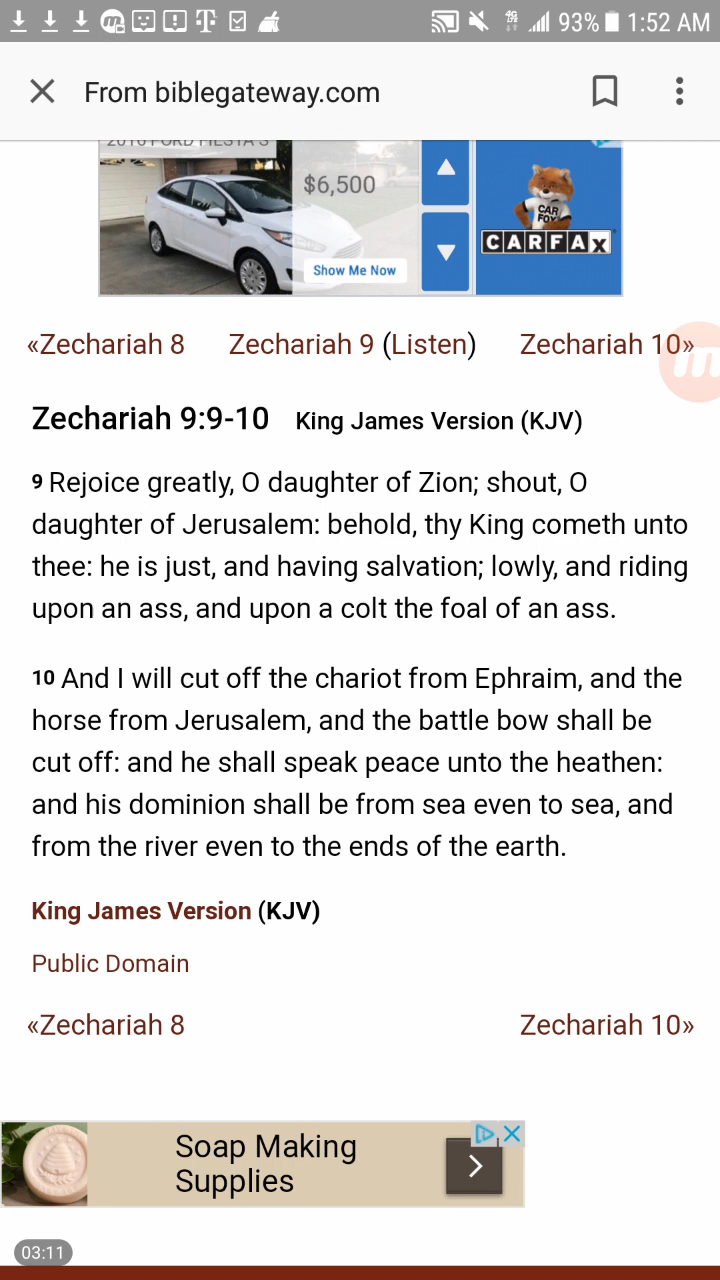 93% 1:52 AM
From biblegateway.com
2016 FORD FIESTA S
$6,500
Show Me Now
CAR
FOX
CARFAX
«Zechariah 8 Zechariah 9 (Listen) Zechariah 10»
Zechariah 9:9-10 King James Version (KJV)
9 Rejoice greatly, O daughter of Zion; shout, O
daughter of Jerusalem: behold, thy King cometh unto
thee: he is just, and having salvation; lowly, and riding
upon an ass, and upon a colt the foal of an ass.
10 And I will cut off the chariot from Ephraim, and the
horse from Jerusalem, and the battle bow shall be
cut off: and he shall speak peace unto the heathen:
and his dominion shall be from sea even to sea, and
from the river even to the ends of the earth.
King James Version (KJV)
Public Domain
«Zechariah 8 Zechariah 10»
Soap Making
Supplies
03:11